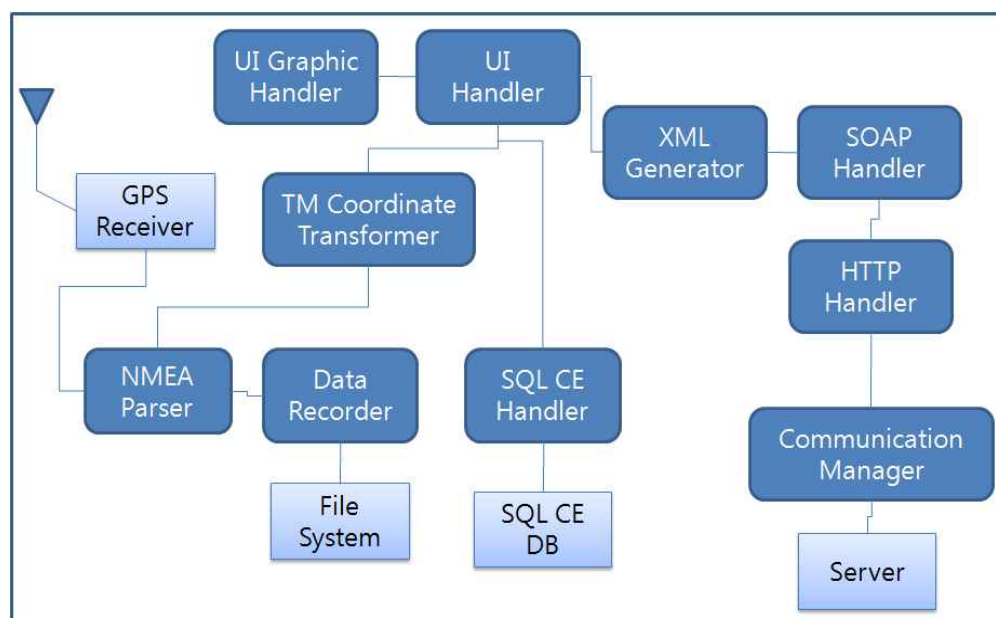 UI Graphic
Handler
UI
Handler
XML
Generator
SOAP
Handler
GPS
Receiver
TM Coordinate
Transformer
HTTP
Handler
NMEA
Parser
Data
Recorder
SQL CE
Handler
Communication
Manager
File
System
SQL CE
DB
Server